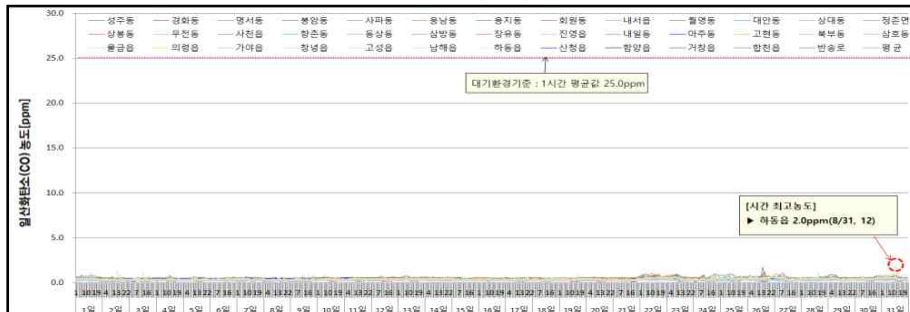 성주동 경화동 명서동 봉암동 사파동 웅남동 용지동 회원동 내서읍 월영동 대안동 상대동 정촌면
상봉동 무전동 사천읍 향촌동 동상동 삼방동 장유동 진영읍 내일동 아주동 고현동 북부동 삼호동
물금읍 의령읍 가야읍 창녕읍 고성읍 남해읍 하동읍 산청읍 함양읍 거창읍 합천읍 반송로 평균
30.0
25.0
대기환경기준 : 1시간 평균값 25.0ppm
20.0
일산화탄소(CO) 농도[ppm]
15.0
10.0
[시간 최고농도]
▶ 하동읍 2.0ppm(8/31, 12)
5.0
0.0
1일 2일 3일 4일 5일 6일 7일 8일 9일 10일 11일 12일 13일 14일 15일 16일 17일 18일 19일 20일 21일 22일 23일 24일 25일 26일 27일 28일 29일 30일 31일